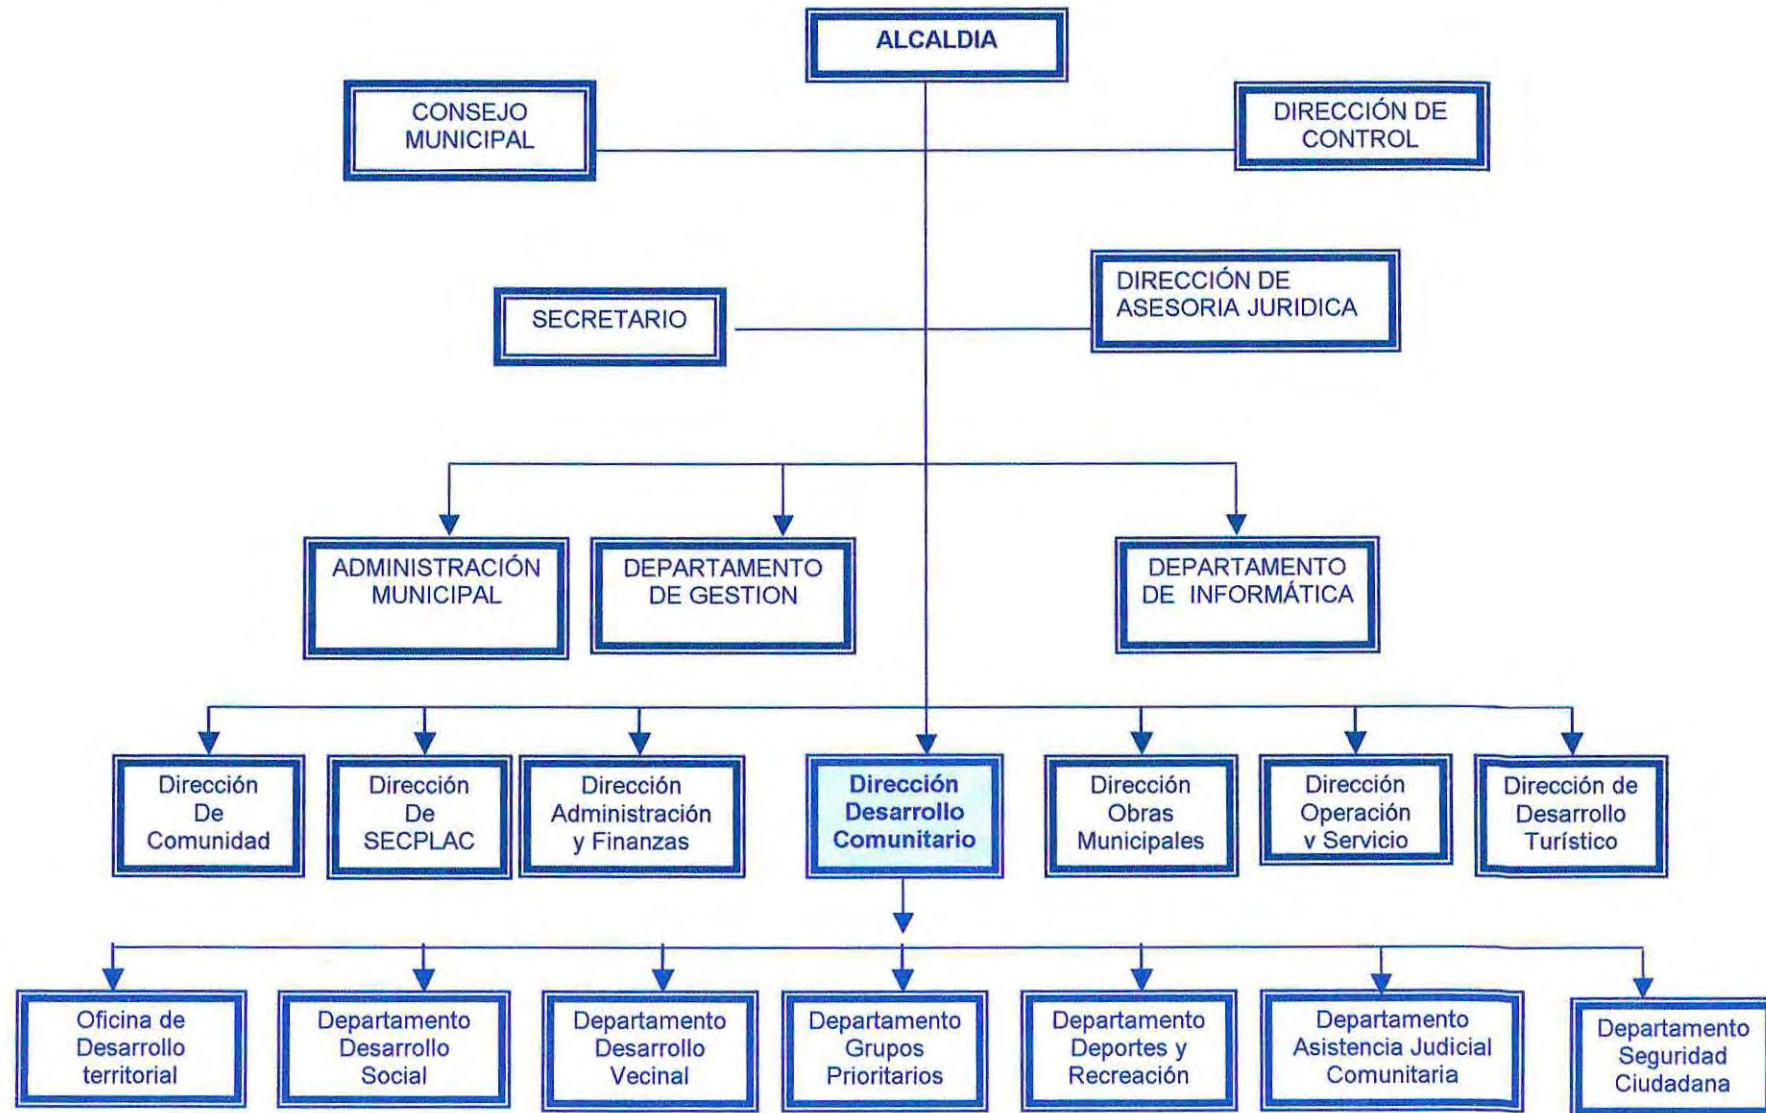 ALCALDIA
CONSEJO
MUNICIPAL
DIRECCIÓN DE
CONTROL
SECRETARIO
DIRECCIÓN DE
ASESORIA JURIDICA
ADMINISTRACIÓN
MUNICIPAL
DEPARTAMENTO
DE GESTION
DEPARTAMENTO
DE INFORMÁTICA
Dirección
De
Comunidad
Dirección
De
SECPLAC
Dirección
Administración
y Finanzas
Dirección
Desarrollo
Comunitario
Dirección
Obras
Municipales
Dirección
Operación
v Servicio
Dirección de
Desarrollo
Turístico
Oficina de
Desarrollo
territorial
Departamento
Desarrollo
Social
Departamento
Desarrollo
Vecinal
Departamento
Grupos
Prioritarios
Departamento
Deportes y
Recreación
Departamento
Asistencia Judicial
Comunitaria
Departamento
Seguridad
Ciudadana